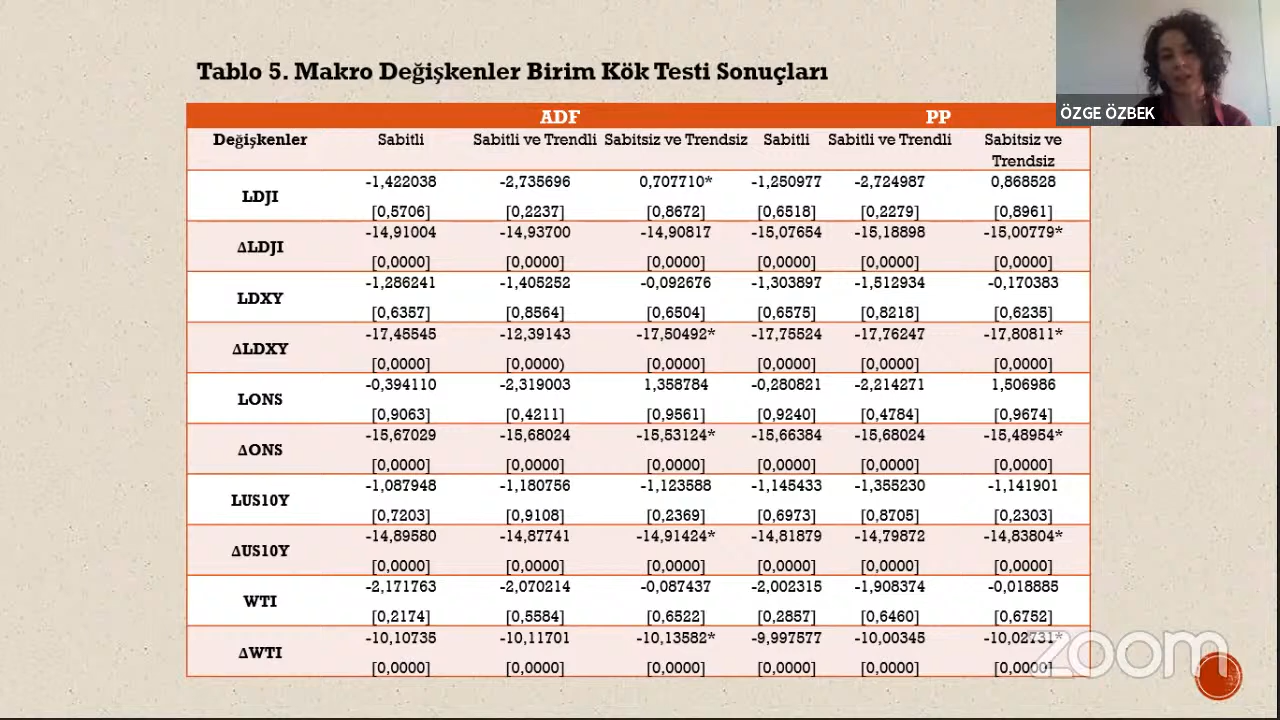 Tablo 5. Makro Değişkenler Birim Kök Testi Sonuçları
ÖZGE ÖZBEK
ADF PP
Değişkenler Sabitli Sabitli ve Trendli Sabitsiz ve Trendsiz Sabitli Sabitli ve Trendli Sabitsiz ve Trendsiz
LDJI -1,422038 -2,735696 0,707710* -1,250977 -2,724987 0,868528
[0,5706] [0,2237] [0,8672] [0,6518] [0,2279] [0,8961]
ΔLDJI -14,91004 -14,93700 -14,90817 -15,07654 -15,18898 -15,00779*
[0,0000] [0,0000] [0,0000] [0,0000] [0,0000] [0,0000]
LDXY -1,286241 -1,405252 -0,092676 -1,303897 -1,512934 -0,170383
[0,6357] [0,8564] [0,6504] [0,6575] [0,8218] [0,6235]
ΔLDXY -17,45545 -12,39143 -17,50492* -17,75524 -17,76247 -17,80811*
[0,0000] [0,0000) [0,0000] [0,0000] [0,0000] [0,0000]
LONS -0,394110 -2,319003 1,358784 -0,280821 -2,214271 1,506986
[0,9063] [0,4211] [0,9561] [0,9240] [0,4784] [0,9674]
ΔONS -15,67029 -15,68024 -15,53124* -15,66384 -15,68024 -15,48954*
[0,0000] [0,0000] [0,0000] [0,0000] [0,0000] [0,0000]
LUS10Y -1,087948 -1,180756 -1,123588 -1,145433 -1,355230 -1,141901
[0,7203] [0,9108] [0,2369] [0,6973] [0,8705] [0,2303]
ΔUS10Y -14,89580 -14,87741 -14,91424* -14,81879 -14,79872 -14,83804*
[0,0000] [0,0000] [0,0000] [0,0000] [0,0000] [0,0000]
WTI -2,171763 -2,070214 -0,087437 -2,002315 -1,908374 -0,018885
[0,2174] [0,5584] [0,6522] [0,2857] [0,6460] [0,6752]
ΔWTI -10,10735 -10,11701 -10,13582* -9,997577 -10,00345 -10,02731*
[0,0000] [0,0000] [0,0000] [0,0000] [0,0000] [0,0000]
zoom